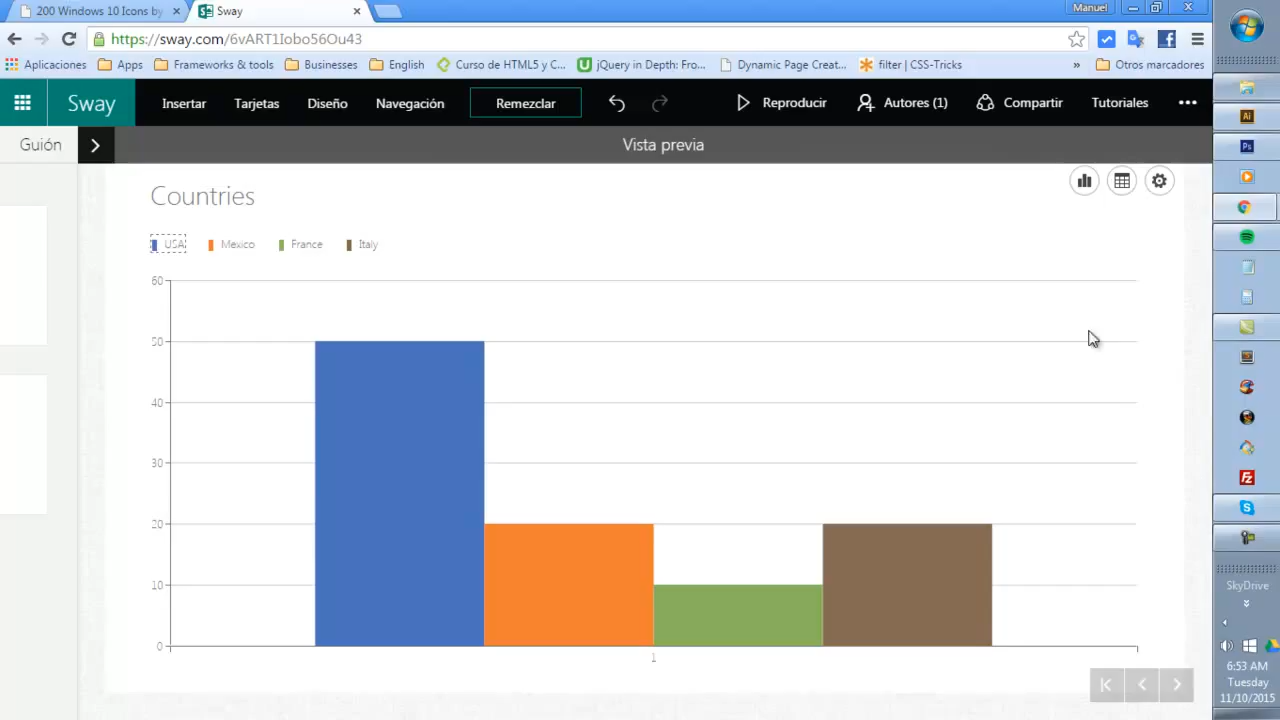 200 Windows 10 Icons by
Sway
Manuel
https://sway.com/6vART1Iobo56Ou43
Aplicaciones
Apps
Frameworks & tools
Businesses
English
Curso de HTML5 y C...
jQuery in Depth: Fro...
Dynamic Page Creat...
filter | CSS-Tricks
»
Otros marcadores
Sway
Insertar
Tarjetas
Diseño
Navegación
Remezclar
Reproducir
Autores (1)
Compartir
Tutoriales
Guión
Vista previa
Countries
USA
Mexico
France
Italy
60
50
40
30
20
10
0
1
Ai
Ps
Fz
S
SkyDrive
6:53 AM
Tuesday
11/10/2015